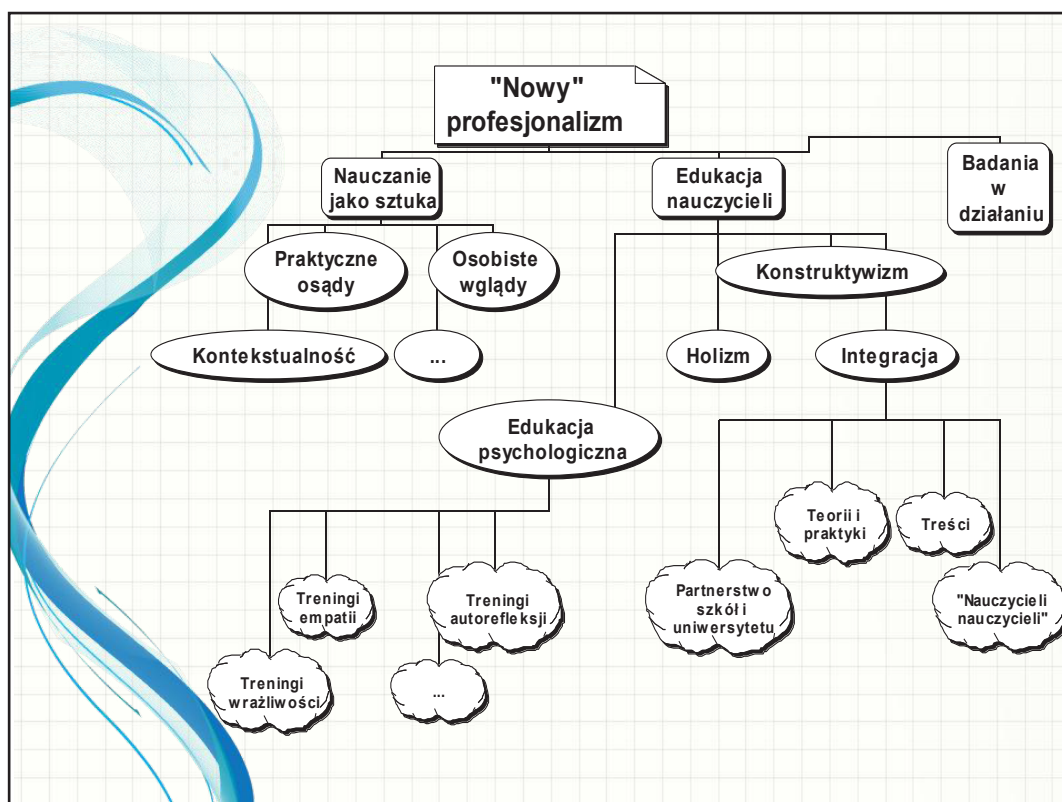 "Nowy"
profesjonalizm
Nauczanie
jako sztuka
Edukacja
nauczycieli
Badania
w
działaniu
Praktyczne
osądy
Osobiste
wglądy
Konstruktywizm
Kontekstualność
...
Holizm
Integracja
Edukacja
psychologiczna
Teorii i
praktyki
Treści
Treningi
empatii
Treningi
autorefleksji
Partnerstwo
szkół i
uniwersytetu
"Nauczycieli
nauczycieli"
Treningi
wrażliwości
...